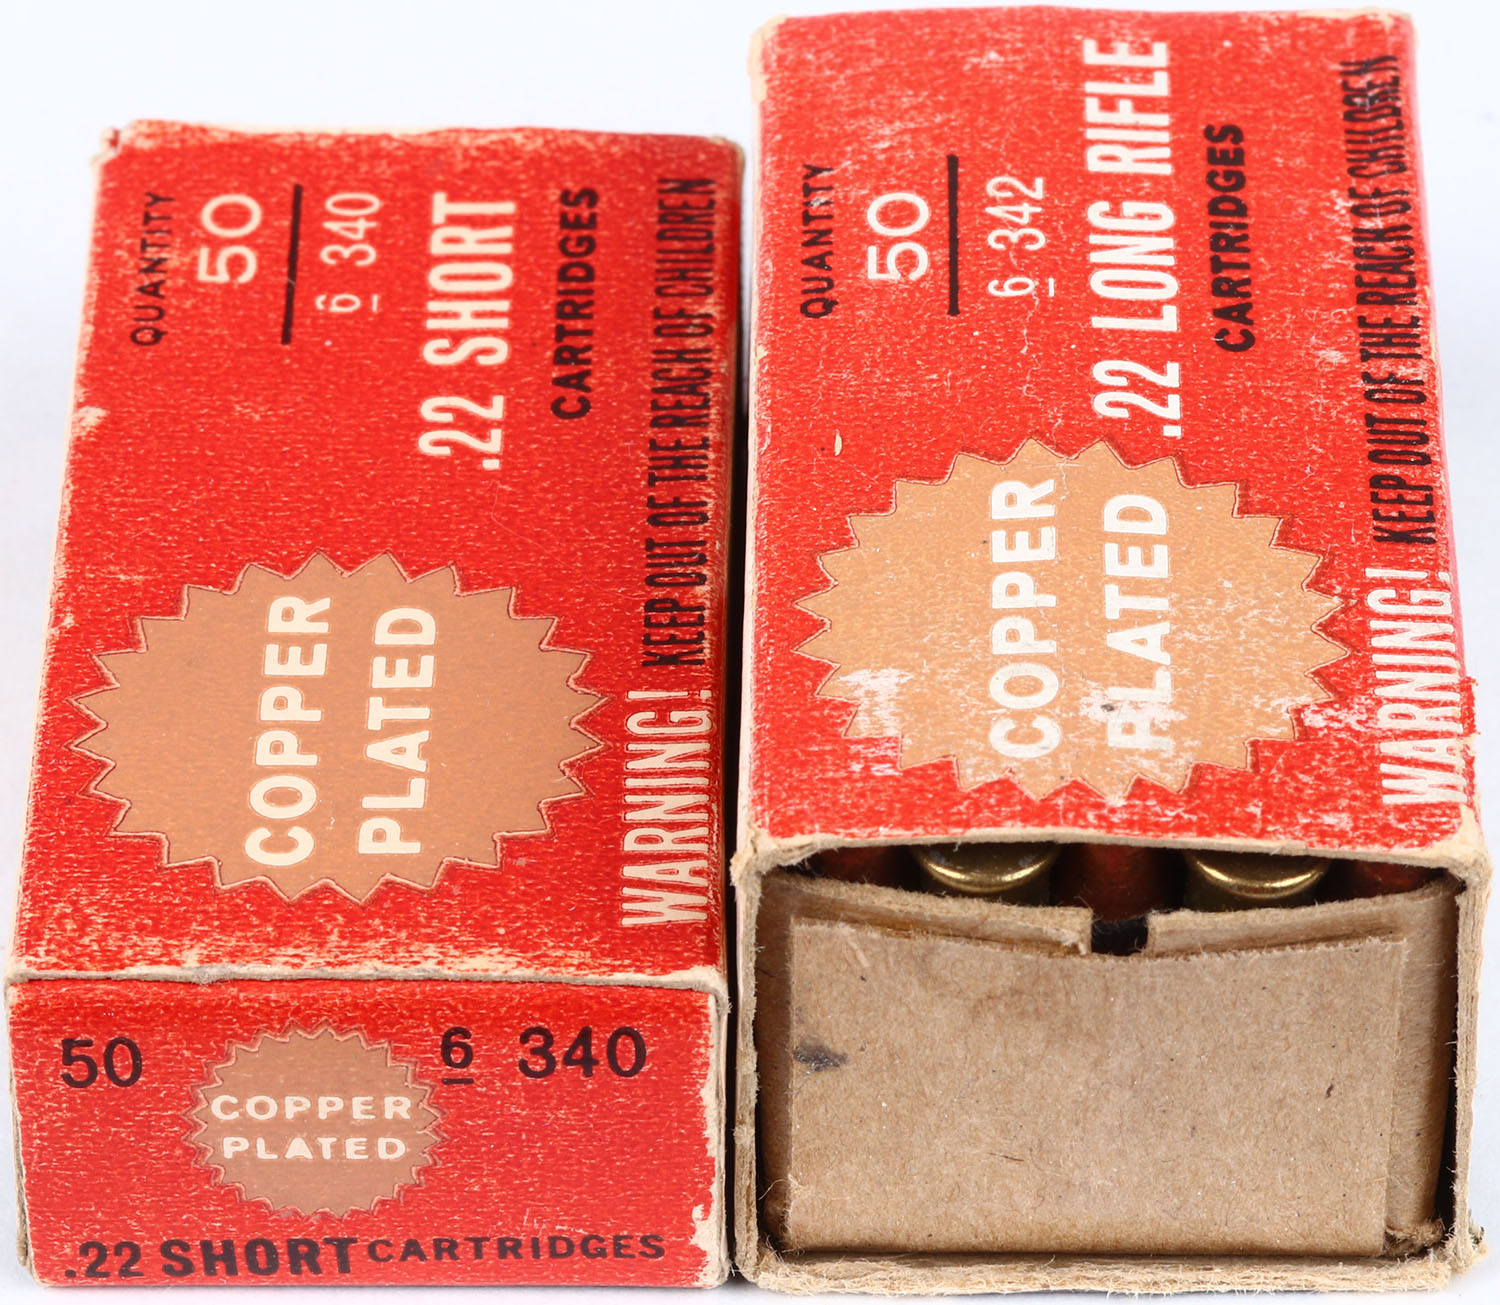 QUANTITY
50
6 340
.22 SHORT
CARTRIDGES
COPPER
PLATED
WARNING! KEEP OUT OF THE REACH OF CHILDREN
50
COPPER
PLATED
6 340
.22 SHORT CARTRIDGES
QUANTITY
50
6 342
.22 LONG RIFLE
CARTRIDGES
COPPER
PLATED
WARNING! KEEP OUT OF THE REACH OF CHILDREN